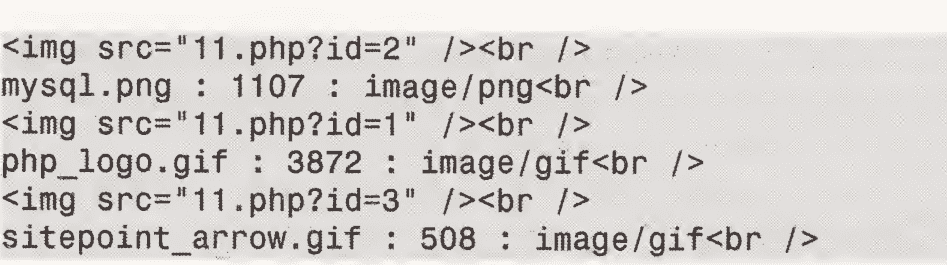 <img src="11.php?id=2" /><br />
mysql.png : 1107 : image/png<br />
<img src="11.php?id=1" /><br />
php_logo.gif : 3872 : image/gif<br />
<img src="11.php?id=3" /><br />
sitepoint_arrow.gif : 508 : image/gif<br />